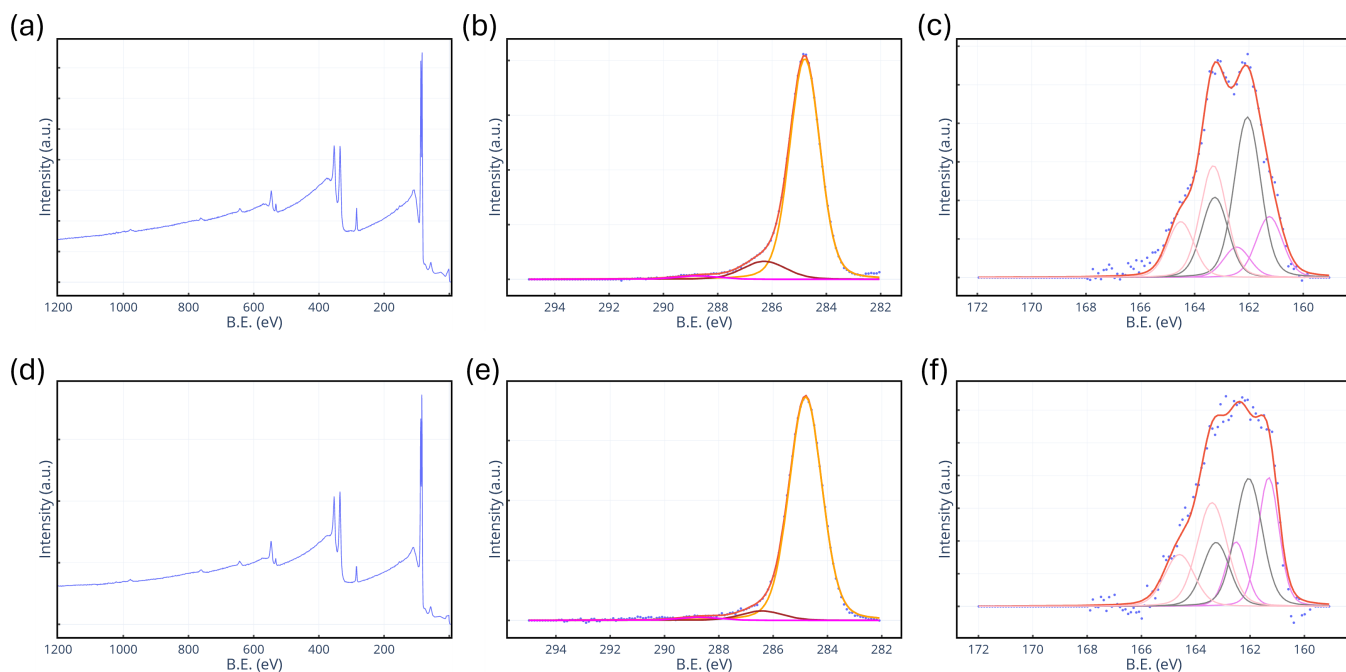 (a)
Intensity (a.u.)
1200 1000 800 600 400 200
B.E. (eV)
(b)
Intensity (a.u.)
294 292 290 288 286 284 282
B.E. (eV)
(c)
Intensity (a.u.)
172 170 168 166 164 162 160
B.E. (eV)
(d)
Intensity (a.u.)
1200 1000 800 600 400 200
B.E. (eV)
(e)
Intensity (a.u.)
294 292 290 288 286 284 282
B.E. (eV)
(f)
Intensity (a.u.)
172 170 168 166 164 162 160
B.E. (eV)